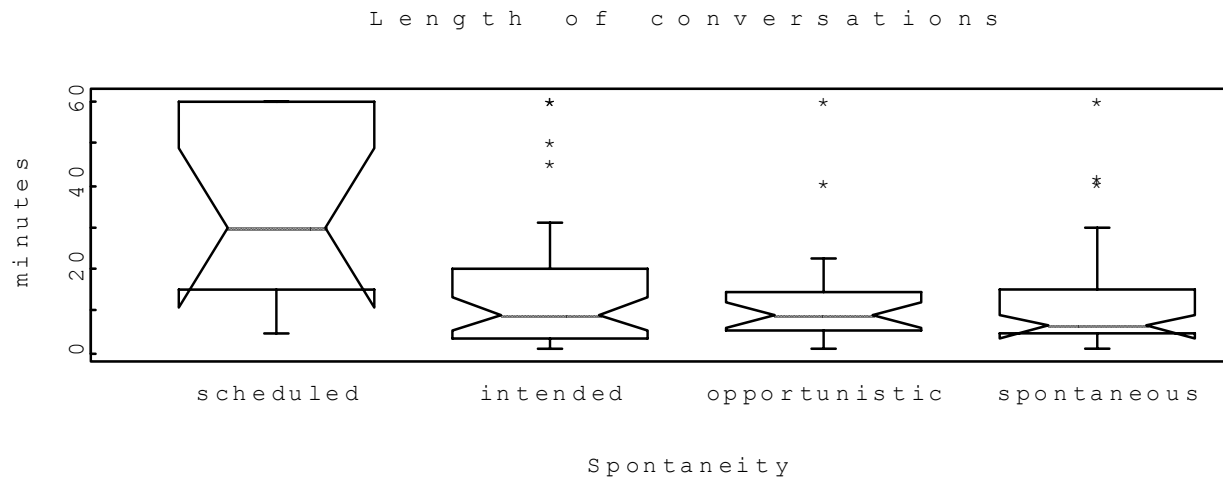 Length of conversations
minutes
60
40
20
0
scheduled intended opportunistic spontaneous
Spontaneity